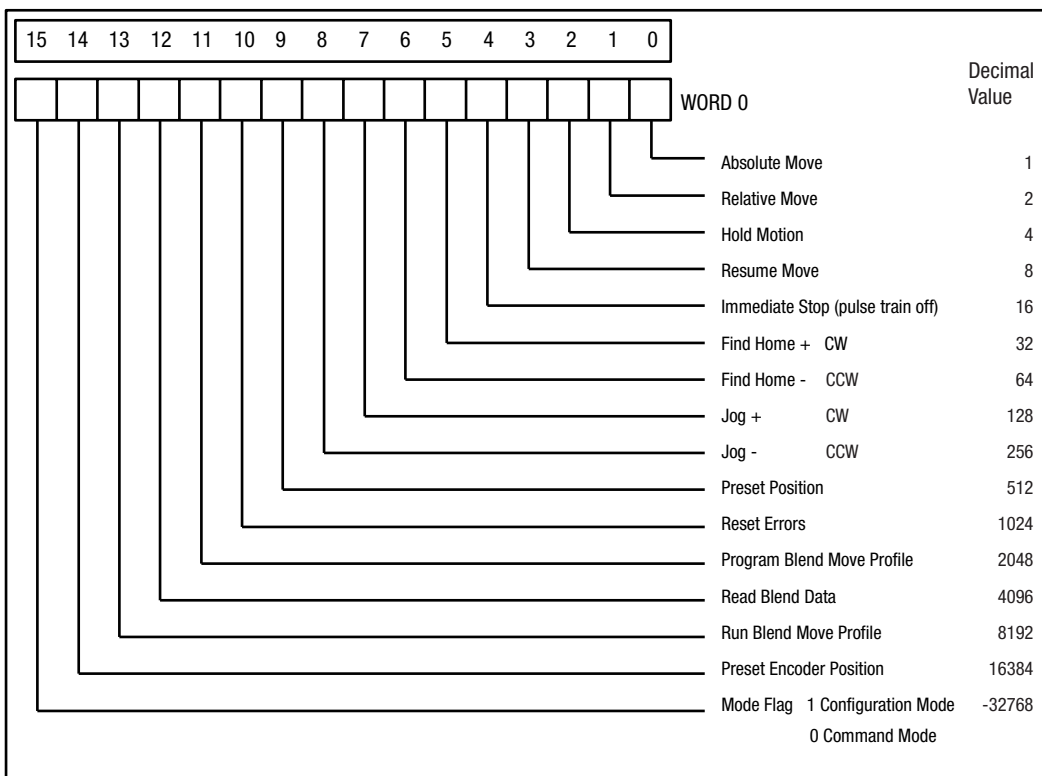 15 14 13 12 11 10 9 8 7 6 5 4 3 2 1 0
Decimal
Value
WORD 0
Absolute Move 1
Relative Move 2
Hold Motion 4
Resume Move 8
Immediate Stop (pulse train off) 16
Find Home + CW 32
Find Home - CCW 64
Jog + CW 128
Jog - CCW 256
Preset Position 512
Reset Errors 1024
Program Blend Move Profile 2048
Read Blend Data 4096
Run Blend Move Profile 8192
Preset Encoder Position 16384
Mode Flag 1 Configuration Mode -32768
0 Command Mode